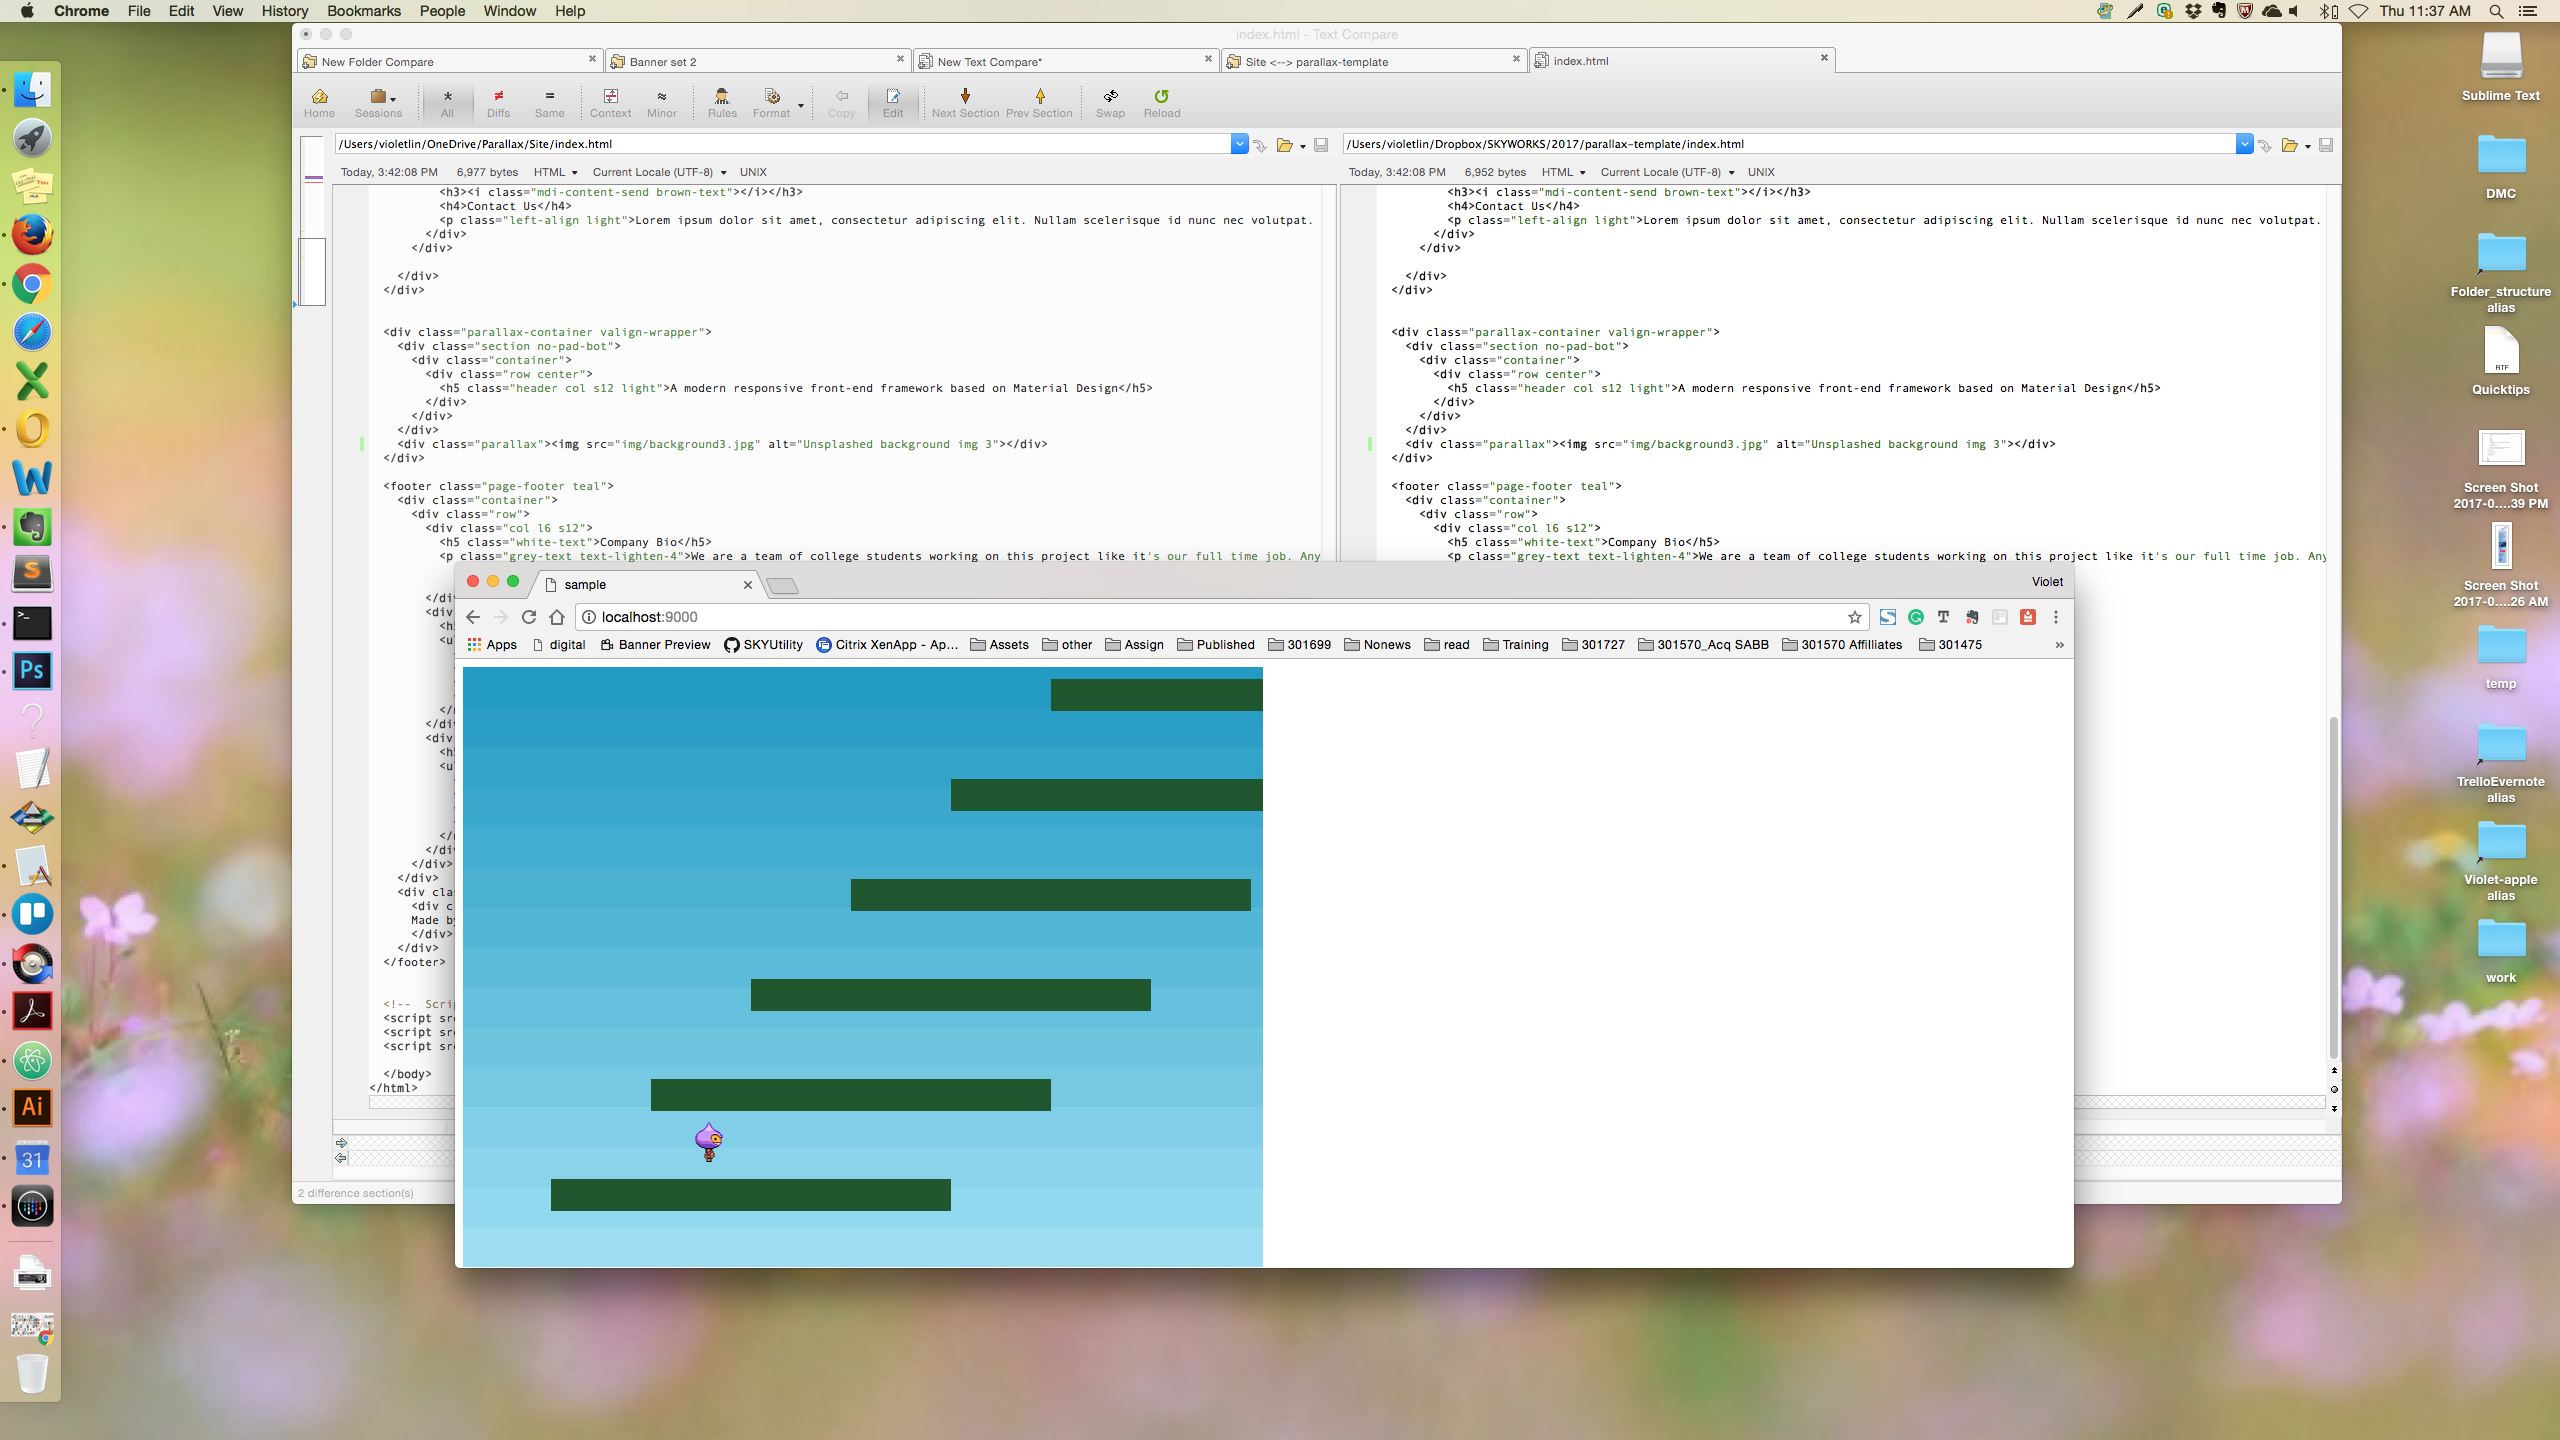 Chrome File Edit View History Bookmarks People Window Help
Thu 11:37 AM
index.html - Text Compare
New Folder Compare
Banner set 2
New Text Compare*
Site <--> parallax-template
index.html
Home Sessions All Diffs Same Context Minor Rules Format Copy Edit Next Section Prev Section Swap Reload
/Users/violetlin/OneDrive/Parallax/Site/index.html
Today, 3:42:08 PM 6,977 bytes HTML Current Locale (UTF-8) UNIX
<h3><i class="mdi-content-send brown-text"></i></h3>
<h4>Contact Us</h4>
<p class="left-align light">Lorem ipsum dolor sit amet, consectetur adipiscing elit. Nullam scelerisque id nunc nec volutpat.
</div>
</div>
</div>
</div>
<div class="parallax-container valign-wrapper">
<div class="section no-pad-bot">
<div class="container">
<div class="row center">
<h5 class="header col s12 light">A modern responsive front-end framework based on Material Design</h5>
</div>
</div>
</div>
<div class="parallax"><img src="img/background3.jpg" alt="Unsplashed background img 3"></div>
</div>
<footer class="page-footer teal">
<div class="container">
<div class="row">
<div class="col l6 s12">
<h5 class="white-text">Company Bio</h5>
<p class="grey-text text-lighten-4">We are a team of college students working on this project like it's our full time job. Any
</di
<div
<h5
<u
</
</div
<div
<h5
<u
</
</di
</div>
</div>
<div clas
<div c
Made by
</div>
</div>
</footer>
<!-- Scrip
<script src
<script src
<script src
</body>
</html>
2 difference section(s)
/Users/violetlin/Dropbox/SKYWORKS/2017/parallax-template/index.html
Today, 3:42:08 PM 6,952 bytes HTML Current Locale (UTF-8) UNIX
<h3><i class="mdi-content-send brown-text"></i></h3>
<h4>Contact Us</h4>
<p class="left-align light">Lorem ipsum dolor sit amet, consectetur adipiscing elit. Nullam scelerisque id nunc nec volutpat.
</div>
</div>
</div>
</div>
<div class="parallax-container valign-wrapper">
<div class="section no-pad-bot">
<div class="container">
<div class="row center">
<h5 class="header col s12 light">A modern responsive front-end framework based on Material Design</h5>
</div>
</div>
</div>
<div class="parallax"><img src="img/background3.jpg" alt="Unsplashed background img 3"></div>
</div>
<footer class="page-footer teal">
<div class="container">
<div class="row">
<div class="col l6 s12">
<h5 class="white-text">Company Bio</h5>
<p class="grey-text text-lighten-4">We are a team of college students working on this project like it's our full time job. Any
sample
Violet
localhost:9000
Apps digital Banner Preview SKYUtility Citrix XenApp - Ap... Assets other Assign Published 301699 Nonews read Training 301727 301570_Acq SABB 301570 Affilliates 301475 »
Sublime Text
DMC
Folder_structure
alias
RTF
Quicktips
Screen Shot
2017-0....39 PM
Screen Shot
2017-0....26 AM
temp
TrelloEvernote
alias
Violet-apple
alias
work
Ps
Ai
31